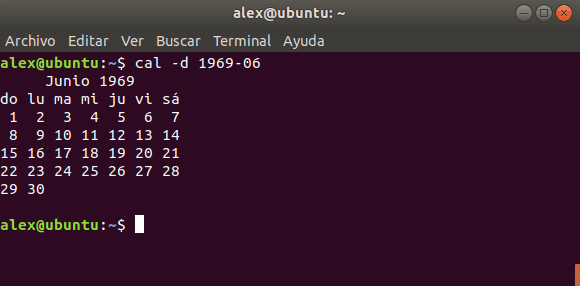 alex@ubuntu: ~
Archivo Editar Ver Buscar Terminal Ayuda
alex@ubuntu:~$ cal -d 1969-06
     Junio 1969
do lu ma mi ju vi sá
 1  2  3  4  5  6  7
 8  9 10 11 12 13 14
15 16 17 18 19 20 21
22 23 24 25 26 27 28
29 30
alex@ubuntu:~$